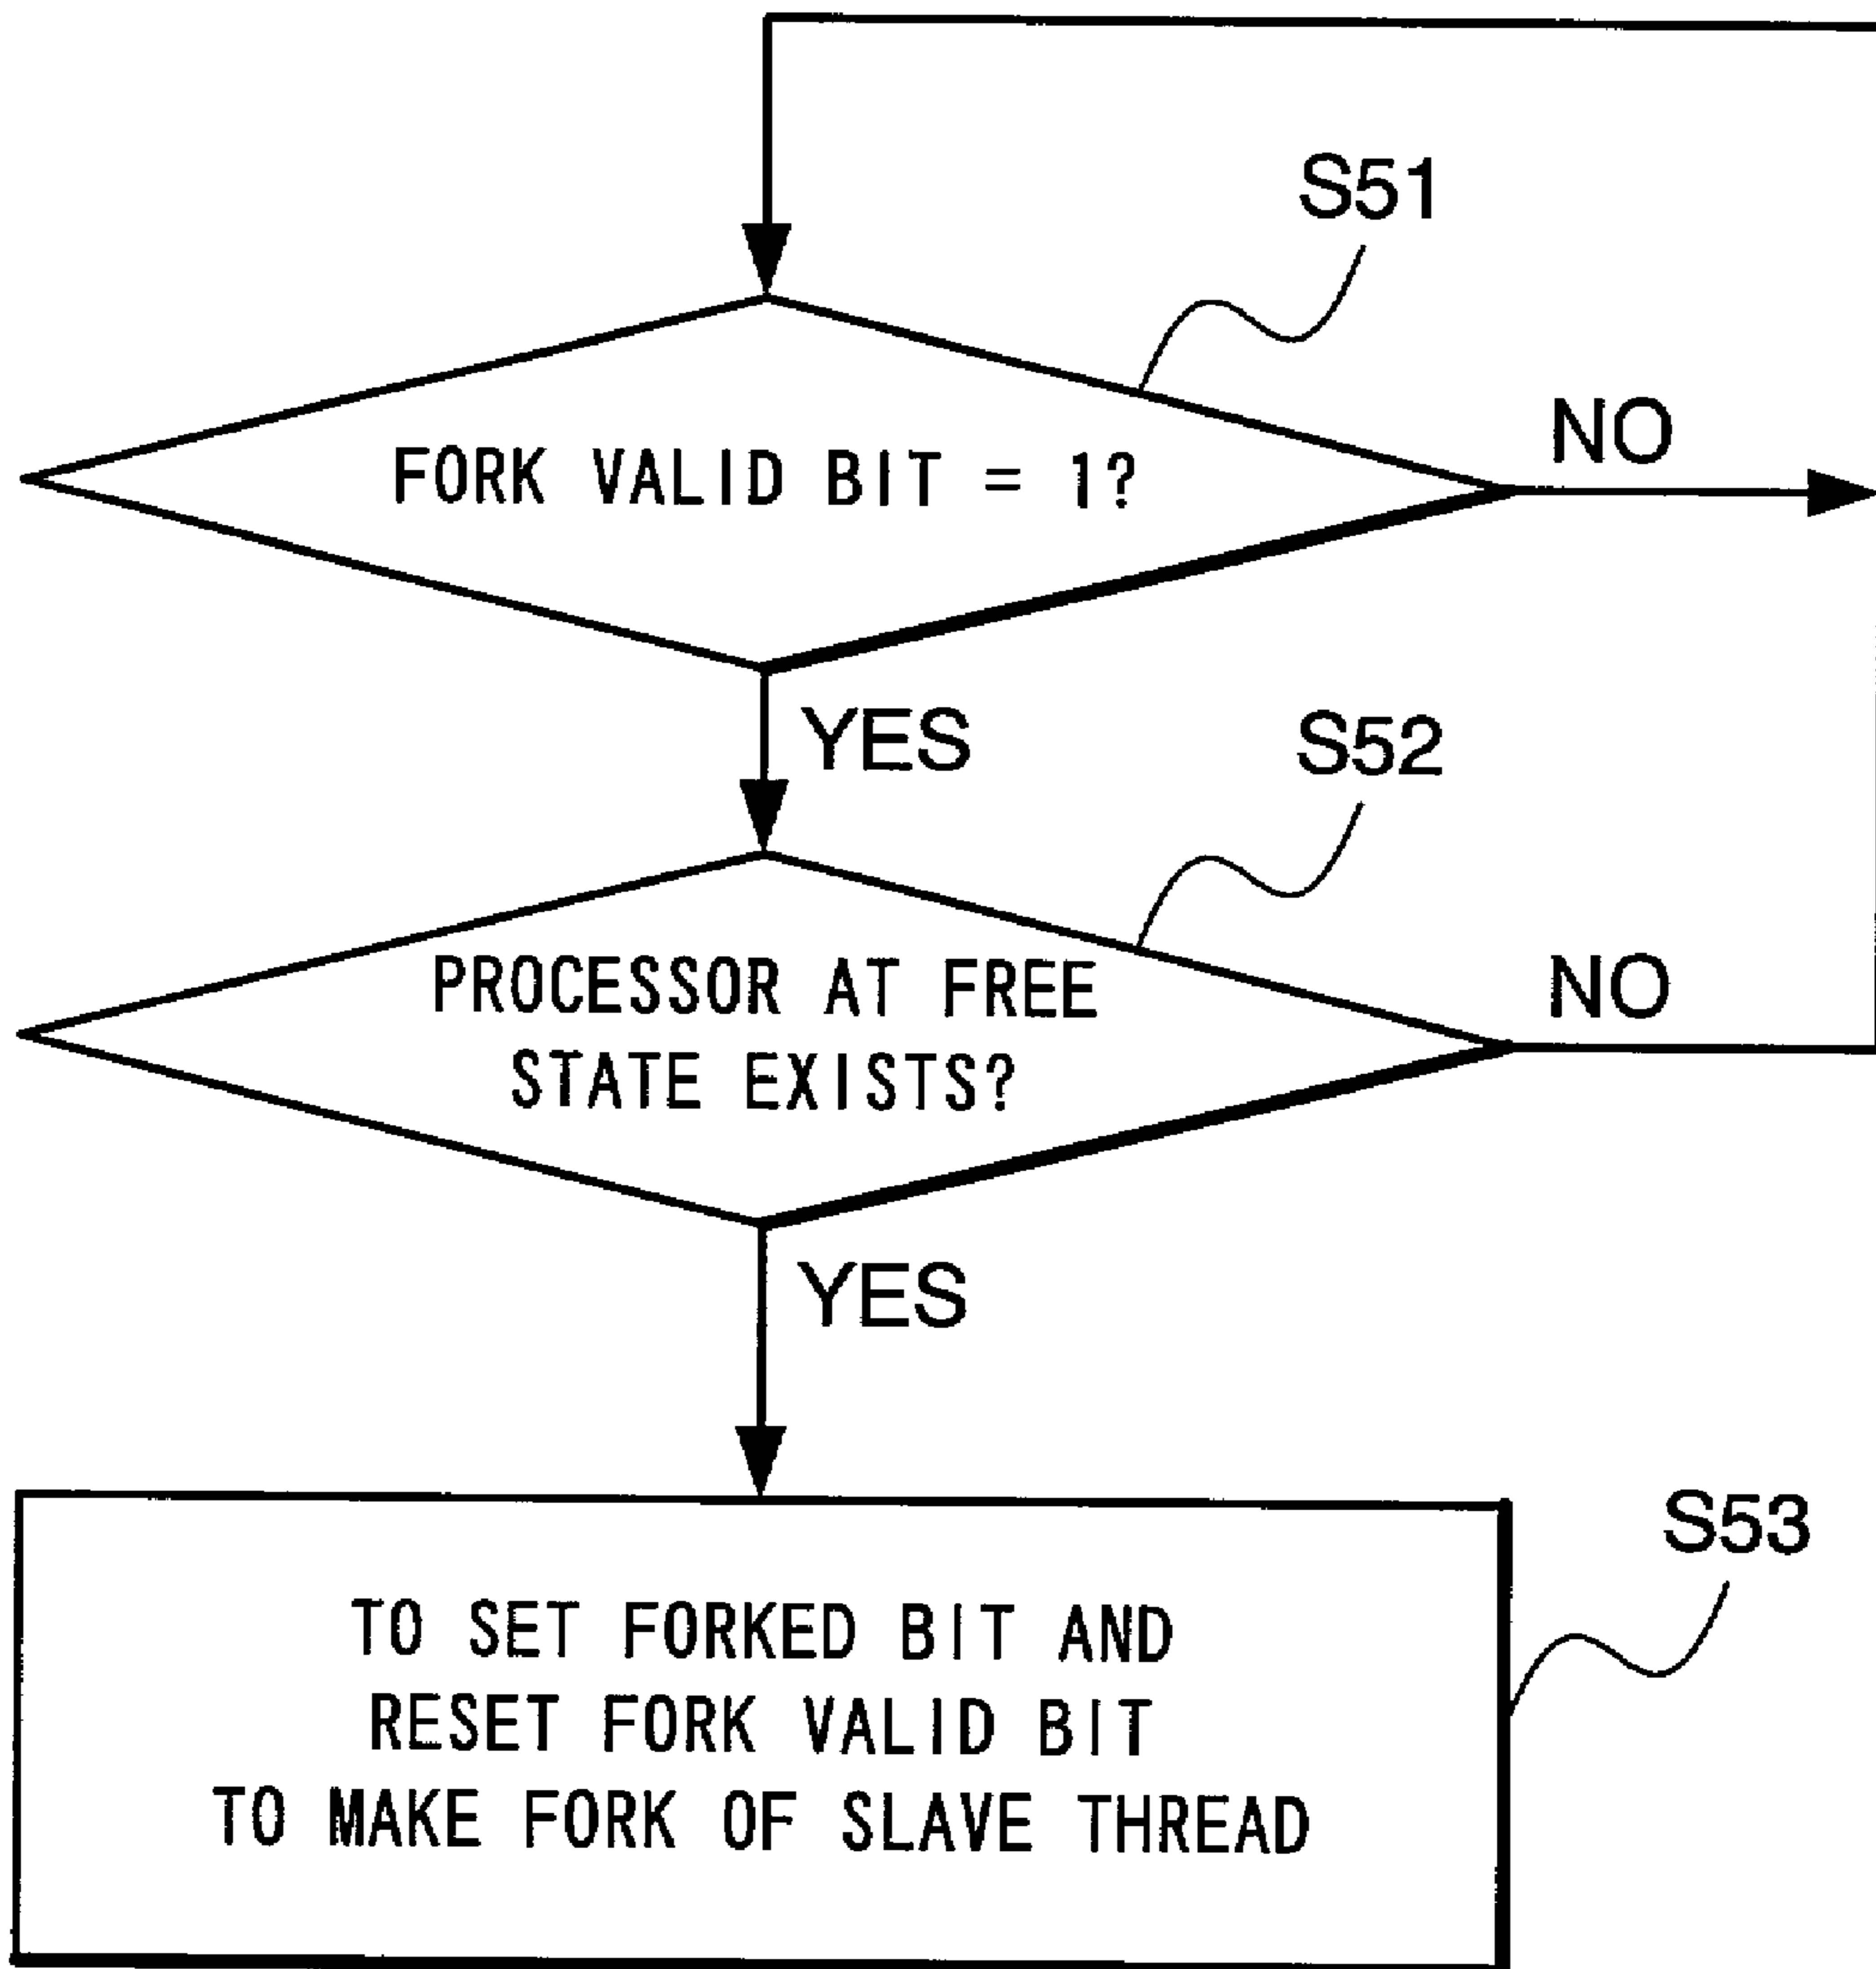 S51
FORK VALID BIT = 1?
NO
YES
S52
PROCESSOR AT FREE
STATE EXISTS?
NO
YES
S53
TO SET FORKED BIT AND
RESET FORK VALID BIT
TO MAKE FORK OF SLAVE THREAD